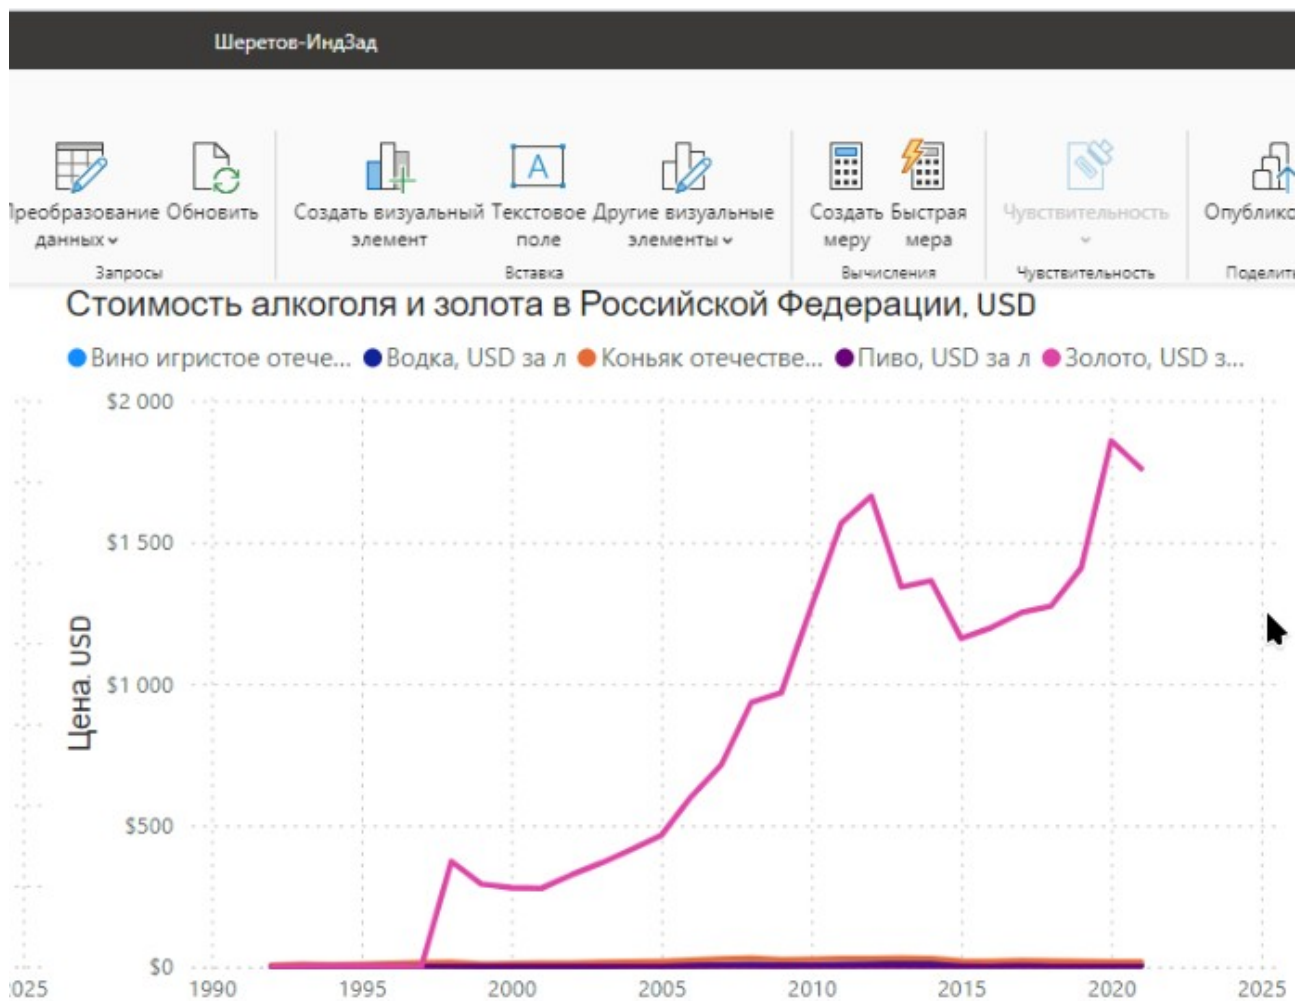 Шеретов-ИндЗад
Преобразование Обновить Создать визуальный Текстовое Другие визуальные Создать Быстрая Чувствительность
данных элемент поле элементы меру мера
Запросы Вставка Вычисления Чувствительность
Стоимость алкоголя и золота в Российской Федерации, USD
Вино игристое отече... Водка, USD за л Коньяк отечестве... Пиво, USD за л Золото, USD з...
$2 000
$1 500
$1 000
$500
$0
Цена. USD
025 1990 1995 2000 2005 2010 2015 2020 2025